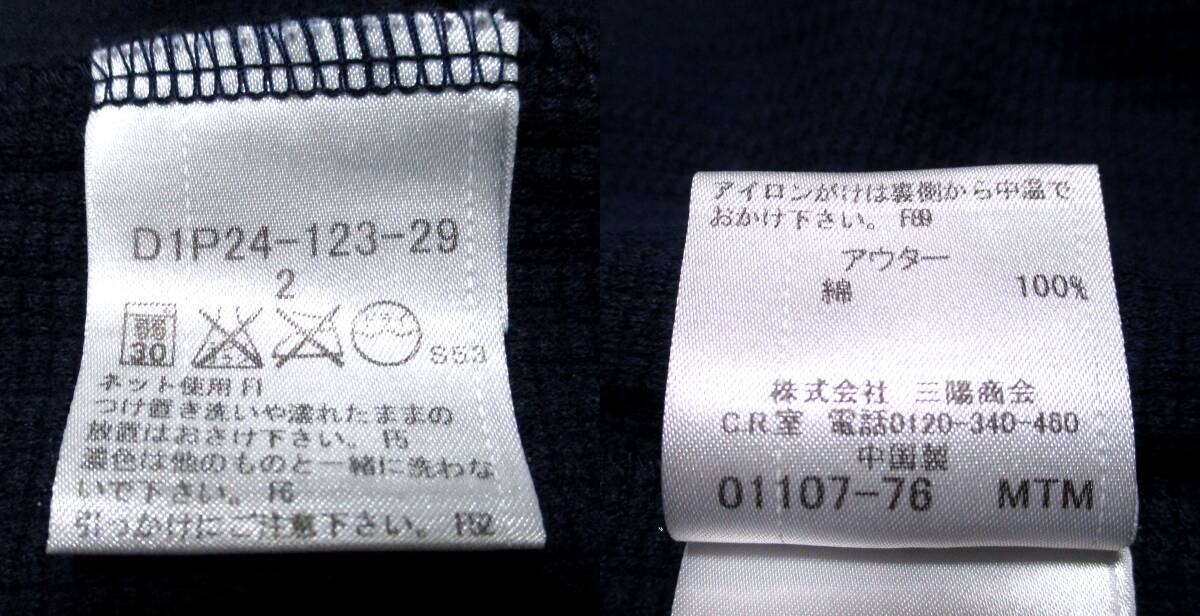 D1P24-123-29
2
30
S53
ネット使用 F1
つけ置き洗いや濡れたままの
放置はおさけ下さい。 F5
濃色は他のものと一緒に洗わな
いで下さい。 F6
引っかけにご注意下さい。 F52
アイロンがけは裏側から中温で
おかけ下さい。 F89
アウター
綿 100%
株式会社 三陽商会
C.R室 電話0120-340-460
中国製
01107-76 MTM